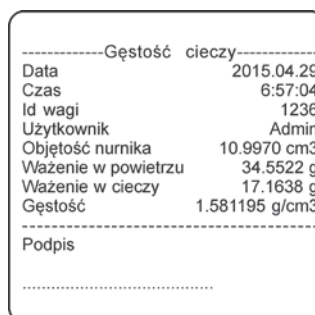 -------------Gęstość cieczy------------
Data 2015.04.29
Czas 6:57:04
Id wagi 1236
Użytkownik Admin
Objętość nurnika 10.9970 cm3
Ważenie w powietrzu 34.5522 g
Ważenie w cieczy 17.1638 g
Gęstość 1.581195 g/cm3
----------------------------------------
Podpis
........................................